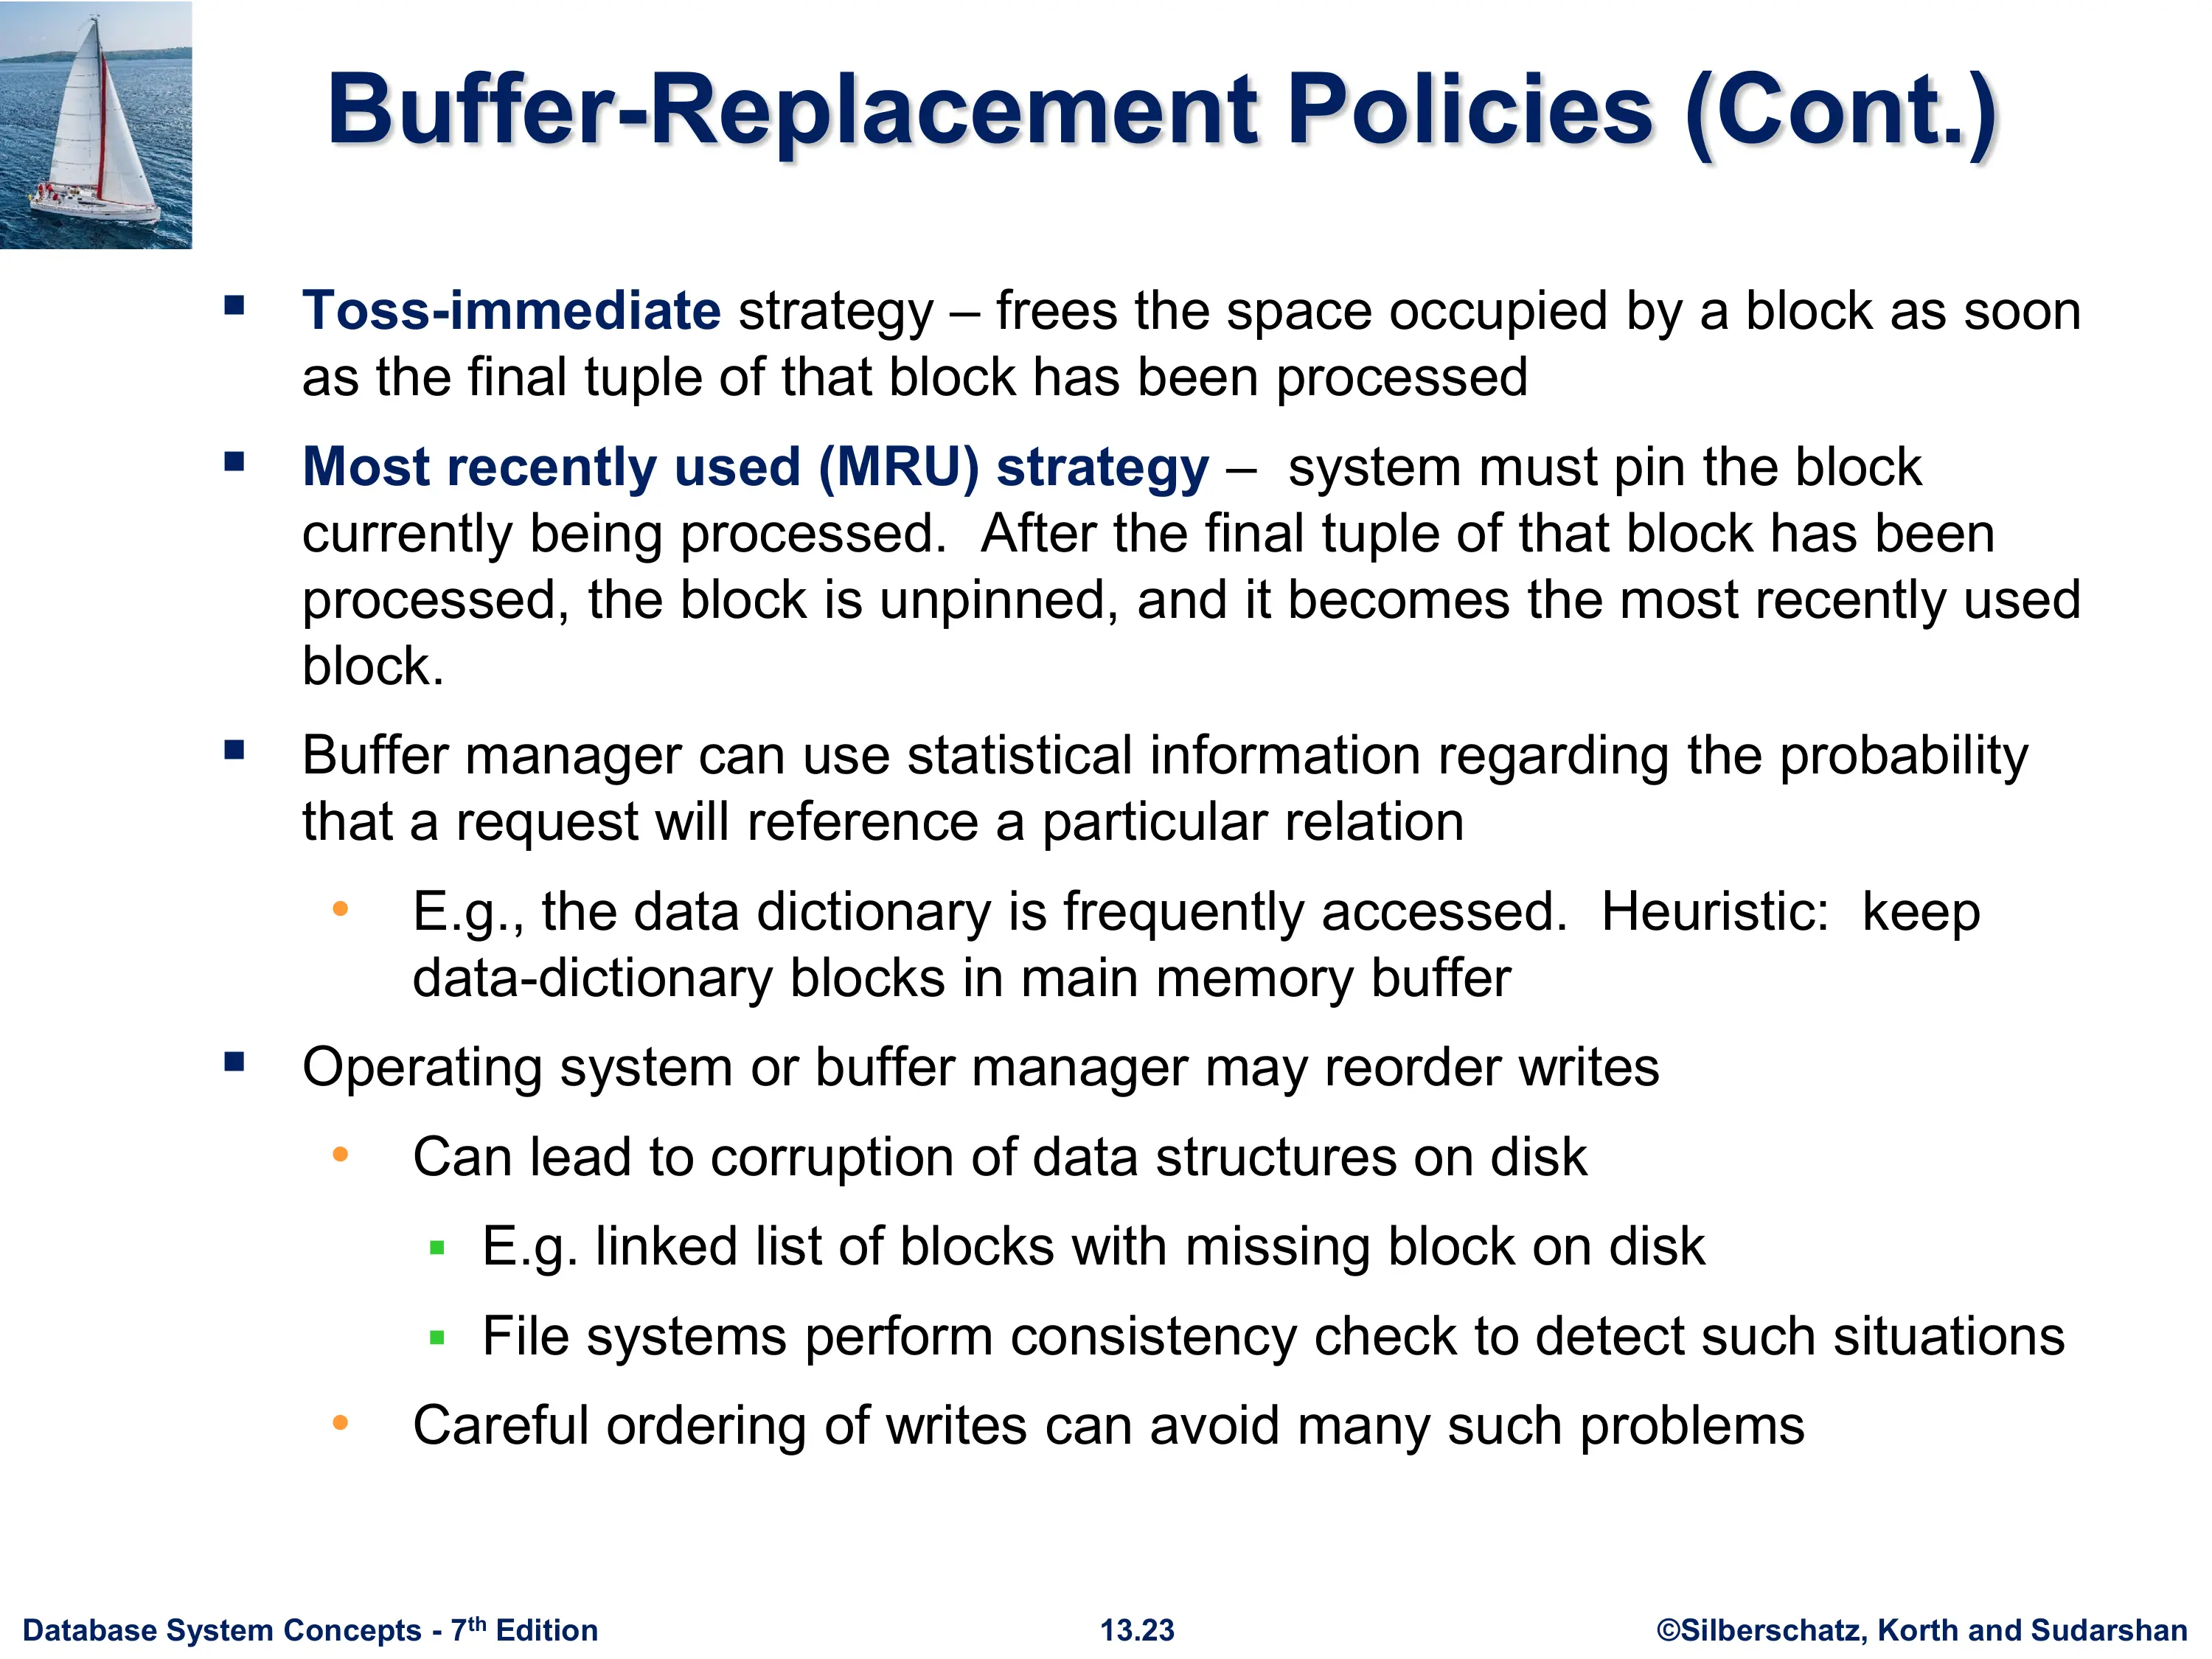 Buffer-Replacement Policies (Cont.)
▪ Toss-immediate strategy – frees the space occupied by a block as soon
as the final tuple of that block has been processed
▪ Most recently used (MRU) strategy –  system must pin the block
currently being processed.  After the final tuple of that block has been
processed, the block is unpinned, and it becomes the most recently used
block.
▪ Buffer manager can use statistical information regarding the probability
that a request will reference a particular relation
• E.g., the data dictionary is frequently accessed.  Heuristic:  keep
data-dictionary blocks in main memory buffer
▪ Operating system or buffer manager may reorder writes
• Can lead to corruption of data structures on disk
▪ E.g. linked list of blocks with missing block on disk
▪ File systems perform consistency check to detect such situations
• Careful ordering of writes can avoid many such problems
Database System Concepts - 7th Edition
13.23
©Silberschatz, Korth and Sudarshan